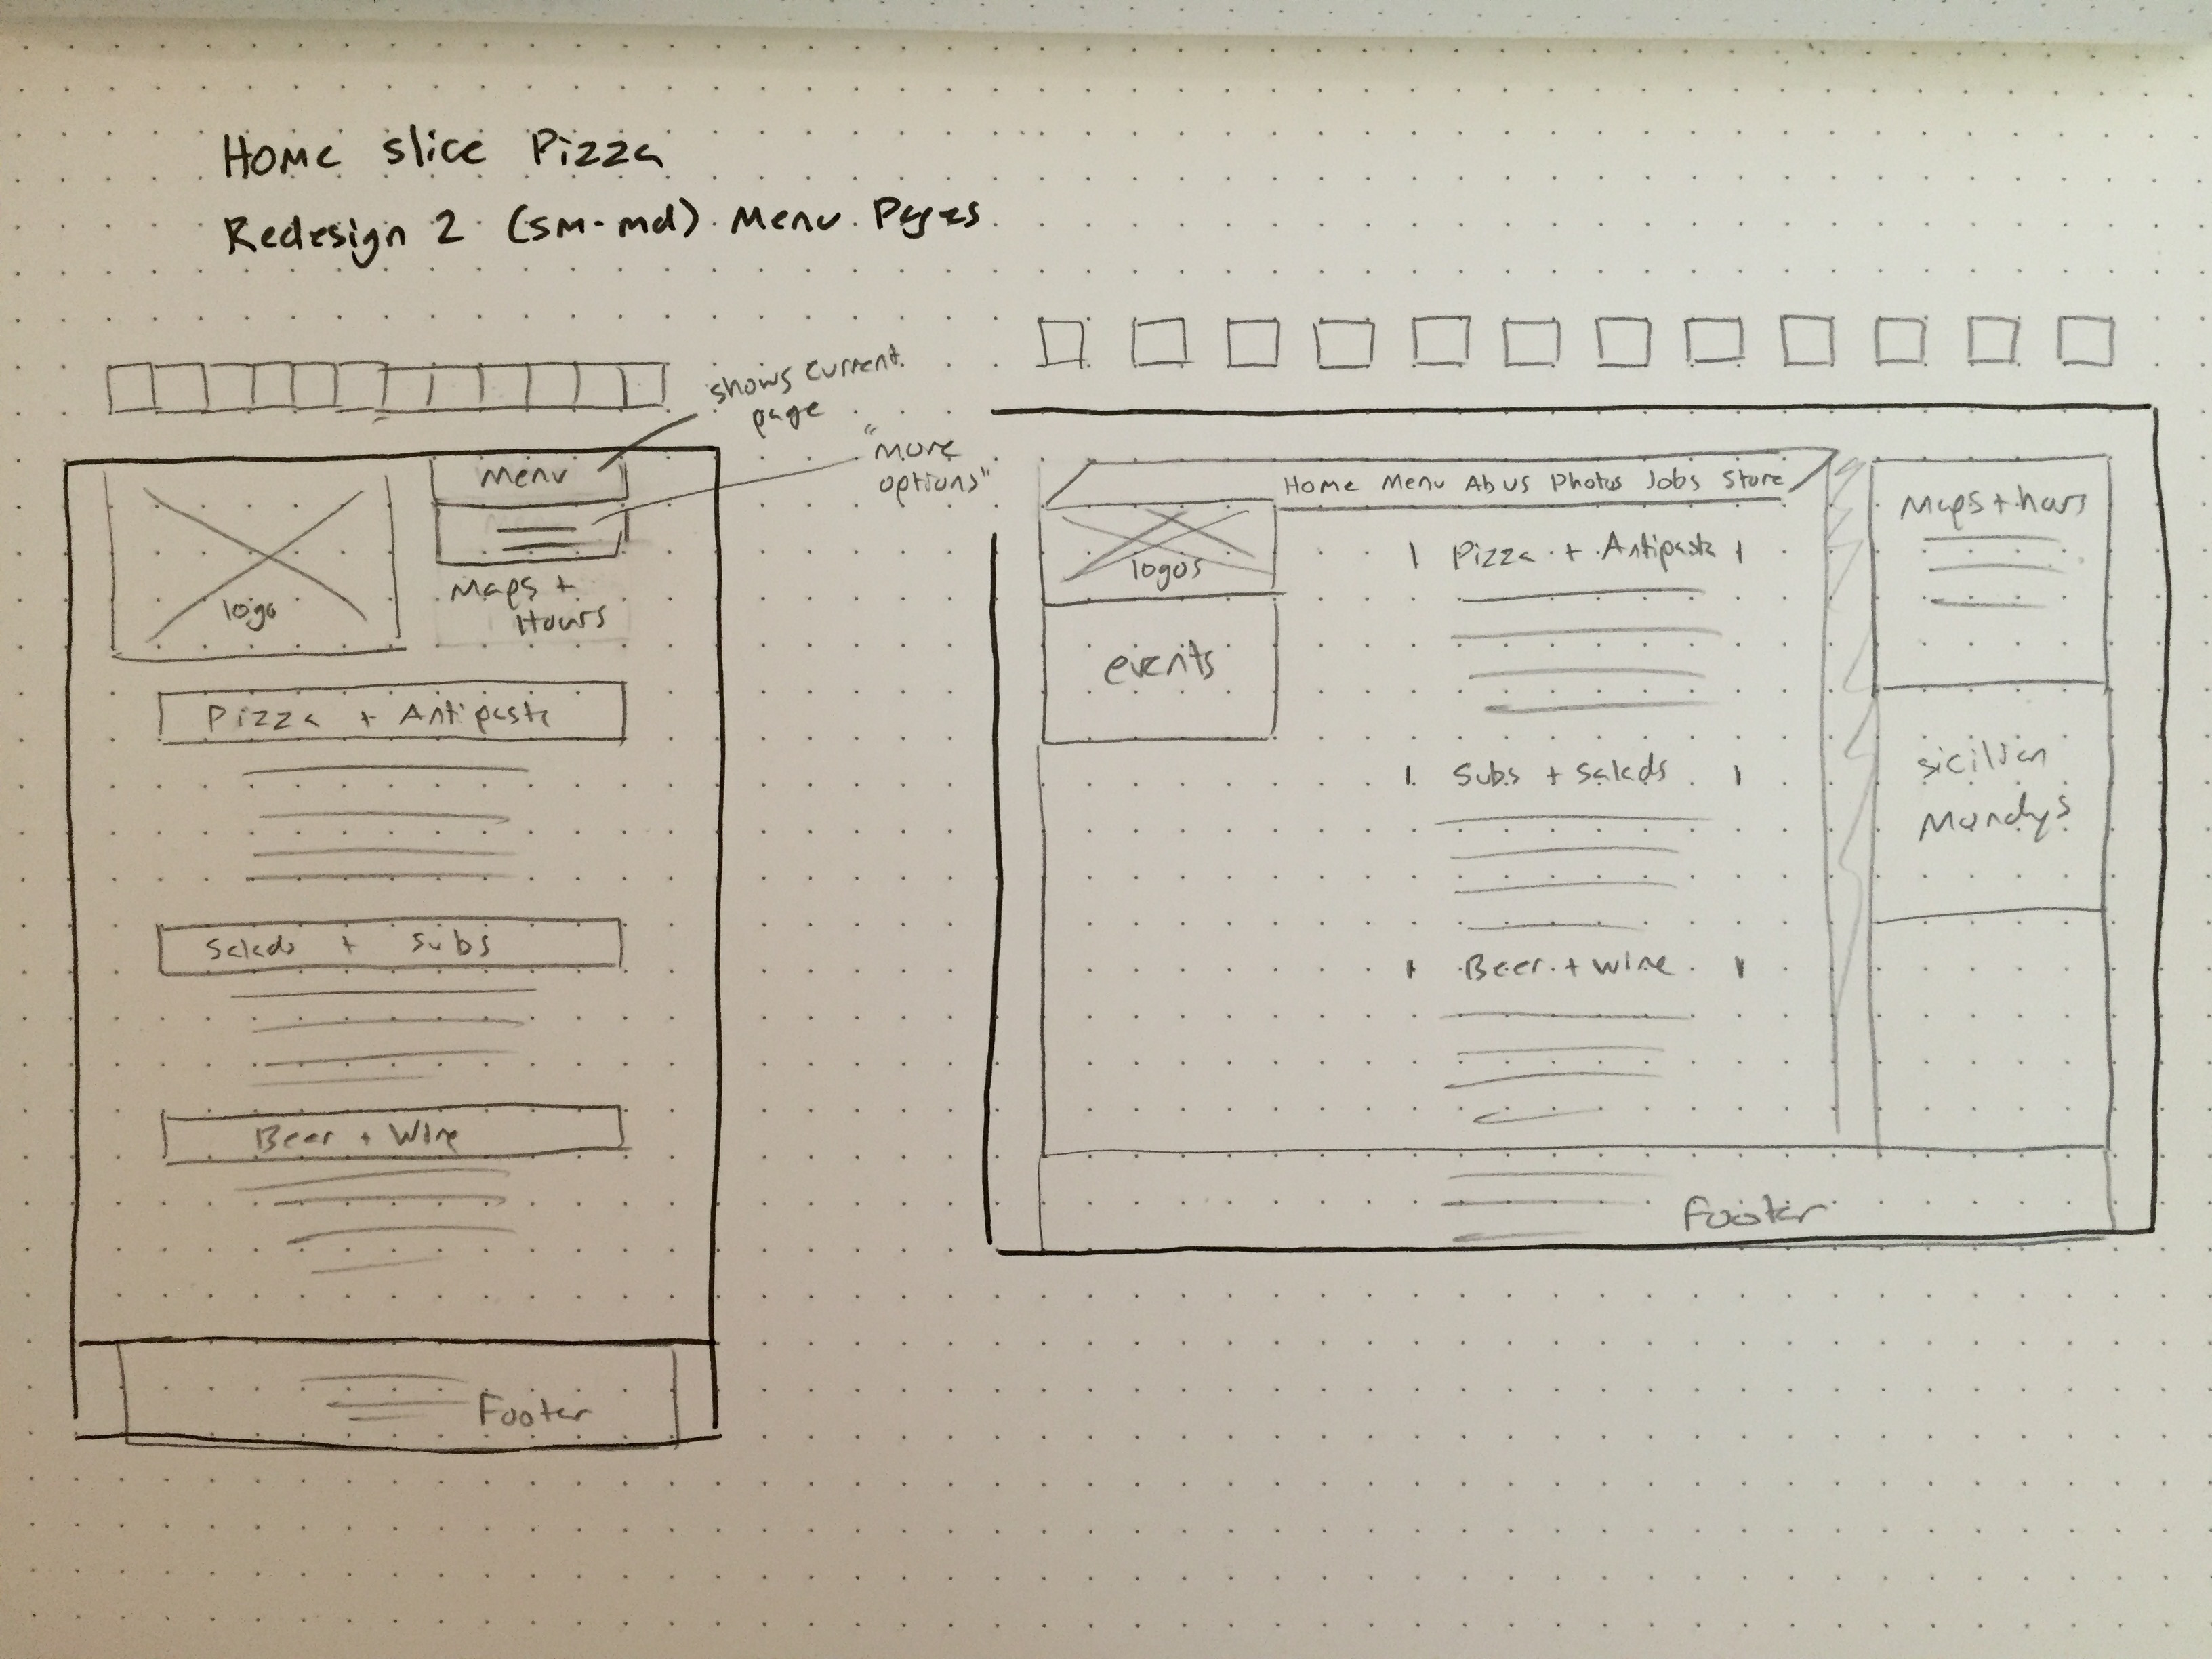 Home slice Pizza
Redesign 2 (sm-md) Menu Pages
shows current
page
"more
options"
Menu
Maps +
Hours
logo
Pizza + Antipasta
Salads + Subs
Beer + Wine
Footer
Home Menu Ab us Photos Jobs Store
logos
events
Pizza + Antipasta
Subs + Salads
Beer + Wine
Maps + hours
sicilian
Mondys
Footer